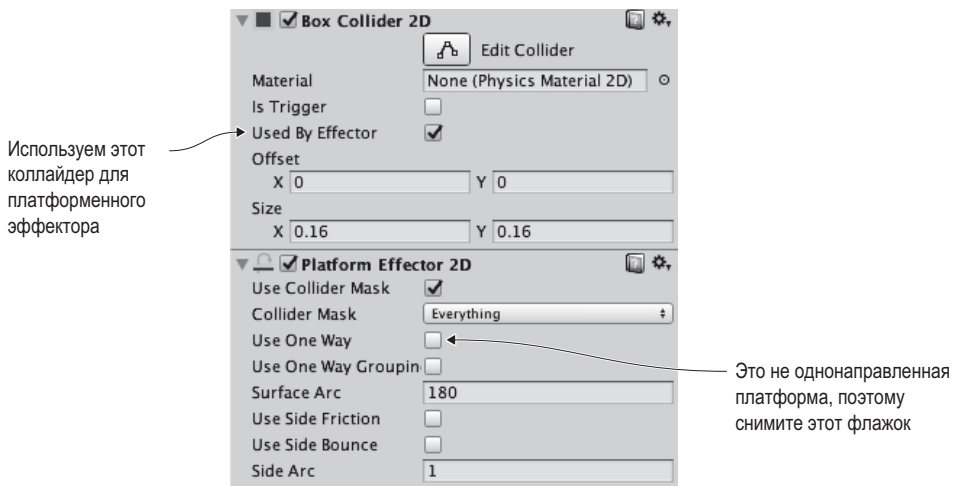 Box Collider 2D
Edit Collider
Material None (Physics Material 2D)
Is Trigger
Used By Effector
Offset
X 0 Y 0
Size
X 0.16 Y 0.16
Используем этот
коллайдер для
платформенного
эффектора
Platform Effector 2D
Use Collider Mask
Collider Mask Everything
Use One Way
Use One Way Groupin
Surface Arc 180
Use Side Friction
Use Side Bounce
Side Arc 1
Это не однонаправленная
платформа, поэтому
снимите этот флажок